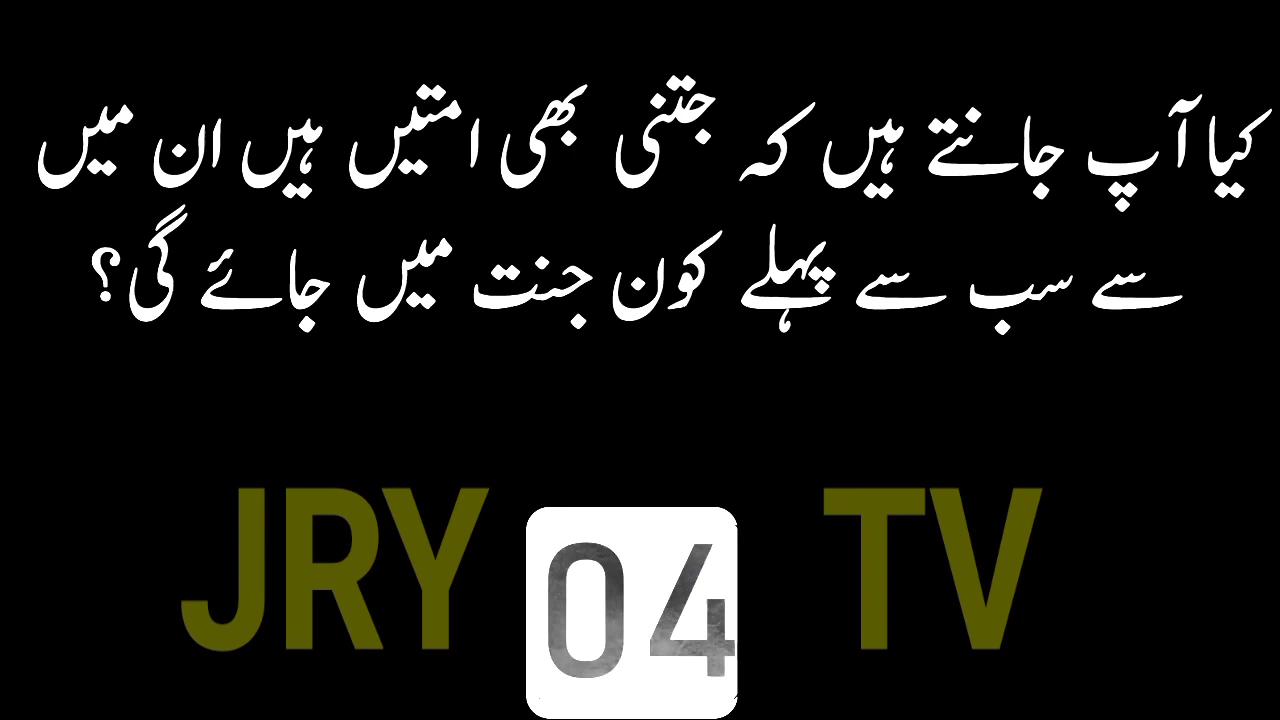 کیا آپ جانتے ہیں کہ جتنی بھی امتیں ہیں ان میں
سے سب سے پہلے کون جنت میں جائے گی؟
JRY 04 TV